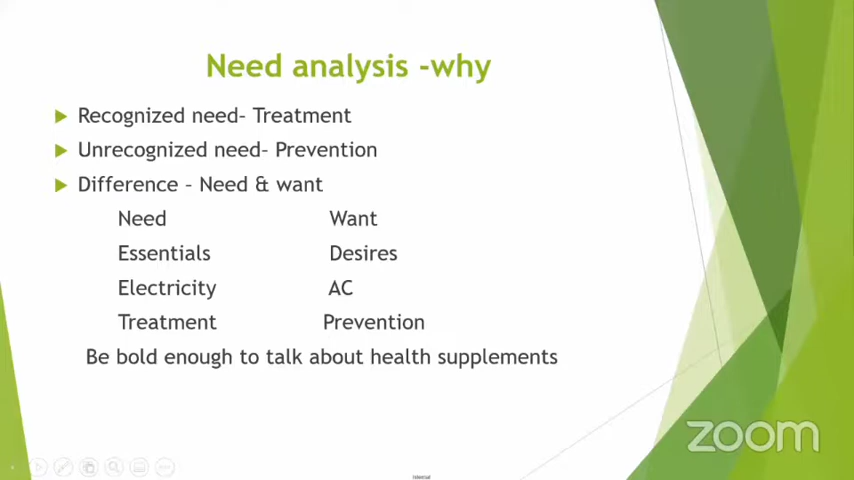 Need analysis -why
Recognized need– Treatment
Unrecognized need– Prevention
Difference – Need & want
Need Want
Essentials Desires
Electricity AC
Treatment Prevention
Be bold enough to talk about health supplements
zoom